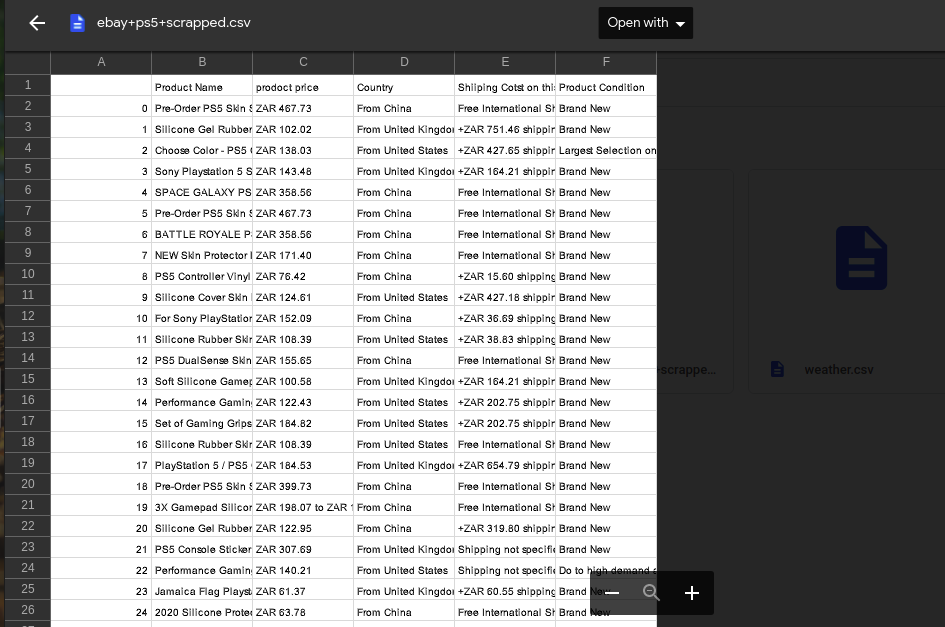 ebay+ps5+scrapped.csv
Open with
A B C D E F
1 Product Name prodoct price Country Shiiping Cotst on this Product Condition
2 0 Pre-Order PS5 Skin S ZAR 467.73 From China Free International Sh Brand New
3 1 Silicone Gel Rubber ZAR 102.02 From United Kingdo +ZAR 751.46 shippin Brand New
4 2 Choose Color - PS5 ZAR 138.03 From United States +ZAR 427.65 shippin Largest Selection on
5 3 Sony Playstation 5 S ZAR 143.48 From United Kingdo +ZAR 164.21 shippin Brand New
6 4 SPACE GALAXY PS ZAR 358.56 From China Free International Sh Brand New
7 5 Pre-Order PS5 Skin S ZAR 467.73 From China Free International Sh Brand New
8 6 BATTLE ROYALE P ZAR 358.56 From China Free International Sh Brand New
9 7 NEW Skin Protector ZAR 171.40 From China Free International Sh Brand New
10 8 PS5 Controller Vinyl ZAR 76.42 From China +ZAR 15.60 shipping Brand New
11 9 Silicone Cover Skin ZAR 124.61 From United States +ZAR 427.18 shippin Brand New
12 10 For Sony PlayStation ZAR 152.09 From China +ZAR 36.69 shipping Brand New
13 11 Silicone Rubber Skin ZAR 108.39 From United States +ZAR 38.83 shipping Brand New
14 12 PS5 DualSense Skin ZAR 155.65 From China Free International Sh Brand New
15 13 Soft Silicone Gamep ZAR 100.58 From United Kingdo +ZAR 164.21 shippin Brand New
16 14 Performance Gaming ZAR 122.43 From United States +ZAR 202.75 shippin Brand New
17 15 Set of Gaming Grips ZAR 184.82 From United States +ZAR 202.75 shippin Brand New
18 16 Silicone Rubber Skin ZAR 108.39 From United States Free International Sh Brand New
19 17 PlayStation 5 / PS5 ZAR 184.53 From United Kingdo +ZAR 654.79 shippin Brand New
20 18 Pre-Order PS5 Skin S ZAR 399.73 From China Free International Sh Brand New
21 19 3X Gamepad Silicon ZAR 198.07 to ZAR 1 From China Free International Sh Brand New
22 20 Silicone Gel Rubber ZAR 122.95 From China +ZAR 319.80 shippin Brand New
23 21 PS5 Console Sticker ZAR 307.69 From United Kingdo Shipping not specifie Brand New
24 22 Performance Gaming ZAR 140.21 From United States Shipping not specifie Do to high demand a
25 23 Jamaica Flag Playst ZAR 61.37 From United Kingdo +ZAR 60.55 shipping Brand New
26 24 2020 Silicone Protec ZAR 63.78 From China Free International Sh Brand New
+scrappe...
weather.csv